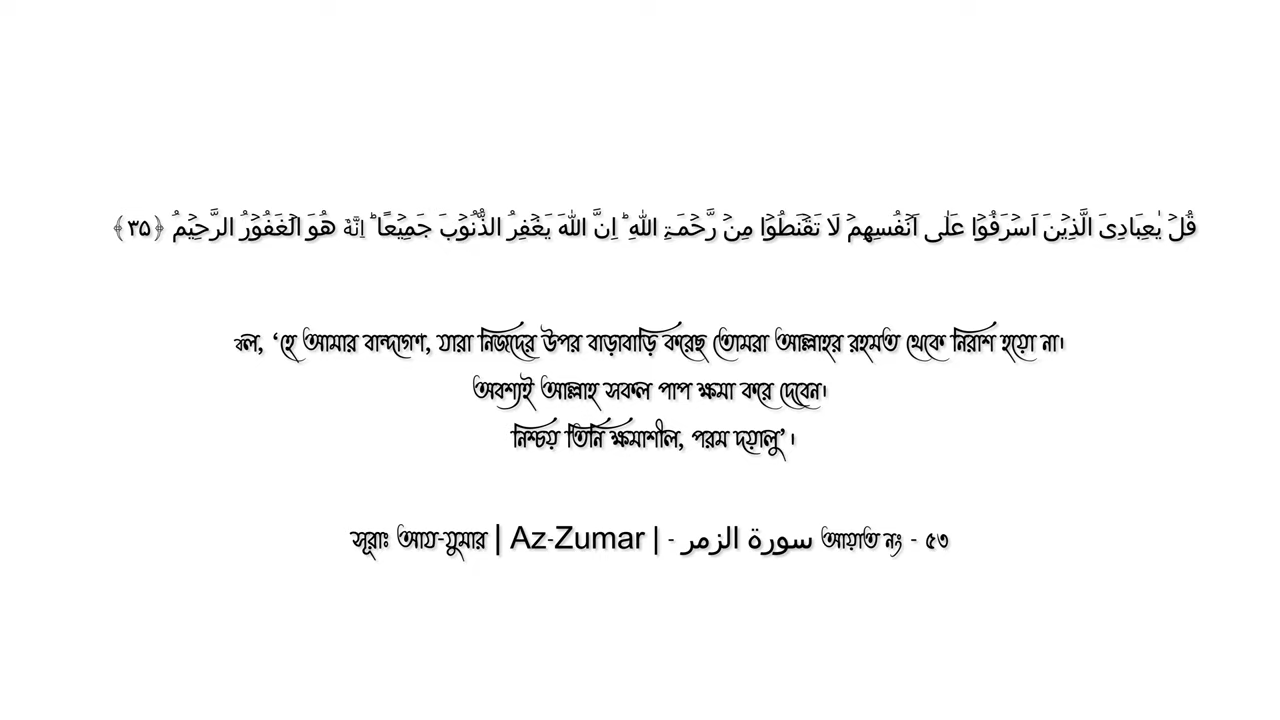 قُلۡ یٰعِبَادِیَ الَّذِیۡنَ اَسۡرَفُوۡا عَلٰۤی اَنۡفُسِهِمۡ لَا تَقۡنَطُوۡا مِنۡ رَّحۡمَۃِ اللّٰهِ ؕ اِنَّ اللّٰهَ یَغۡفِرُ الذُّنُوۡبَ جَمِیۡعًا ؕ اِنَّهٗ هُوَ الۡغَفُوۡرُ الرَّحِیۡمُ ﴿۳۵﴾
বল, ‘হে আমার বান্দাগণ, যারা নিজদের উপর বাড়াবাড়ি করেছ তোমরা আল্লাহর রহমত থেকে নিরাশ হয়ো না।
অবশ্যই আল্লাহ সকল পাপ ক্ষমা করে দেবেন।
নিশ্চয় তিনি ক্ষমাশীল, পরম দয়ালু’।
সূরাঃ আয-যুমার | Az-Zumar | - سورة الزمر আয়াত নং - ৫৩